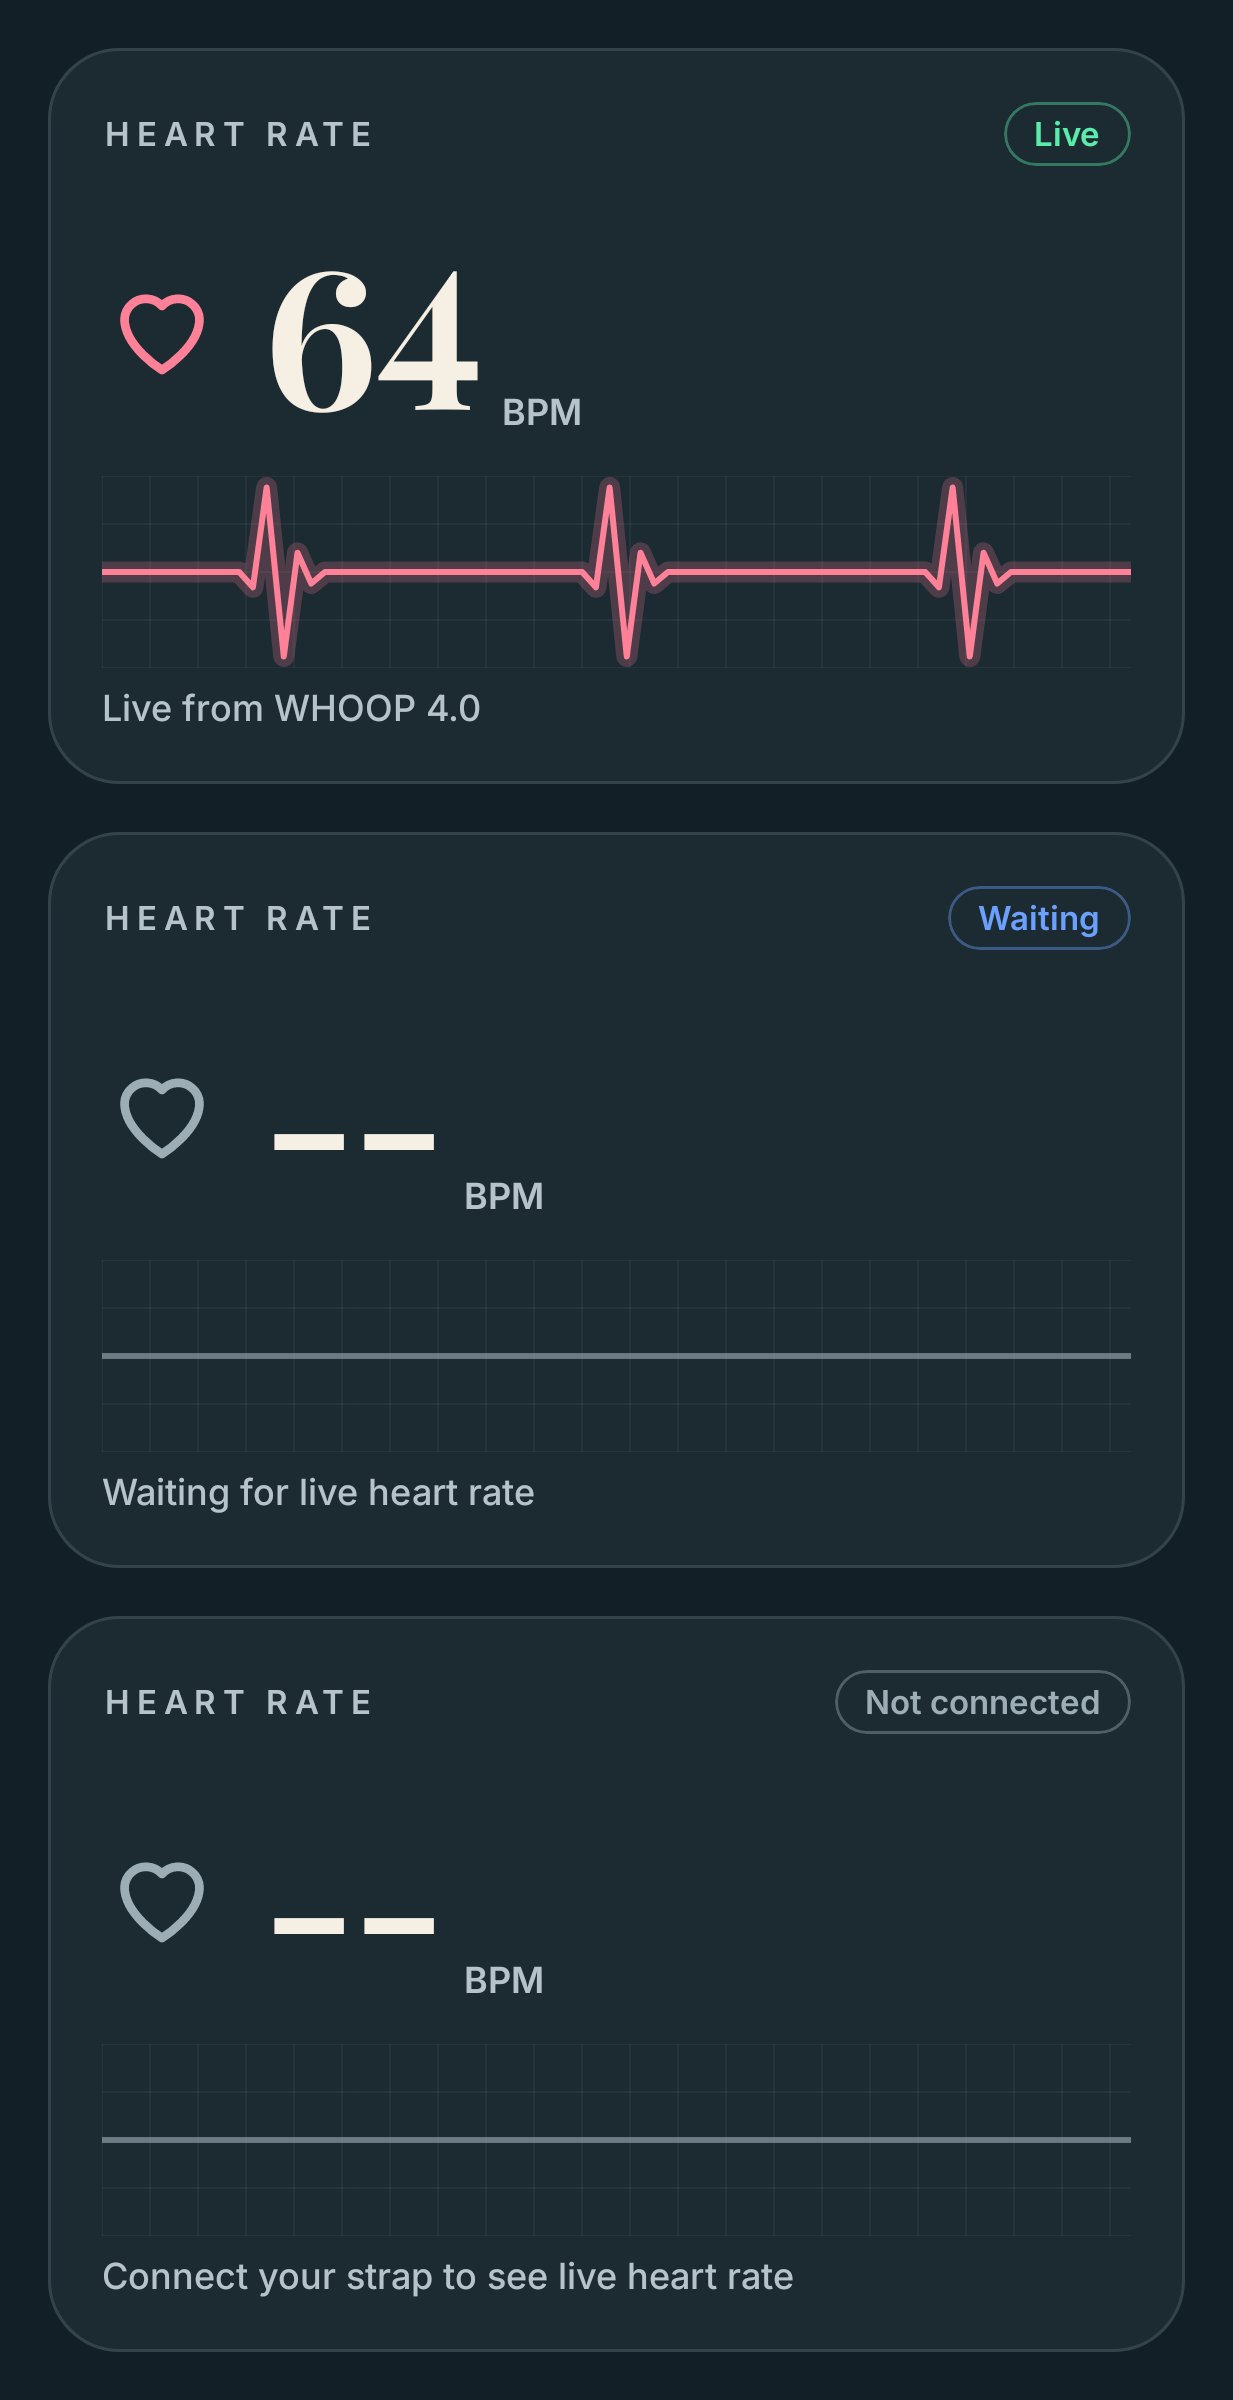 HEART RATE
Live
64 BPM
Live from WHOOP 4.0
HEART RATE
Waiting
-- BPM
Waiting for live heart rate
HEART RATE
Not connected
-- BPM
Connect your strap to see live heart rate